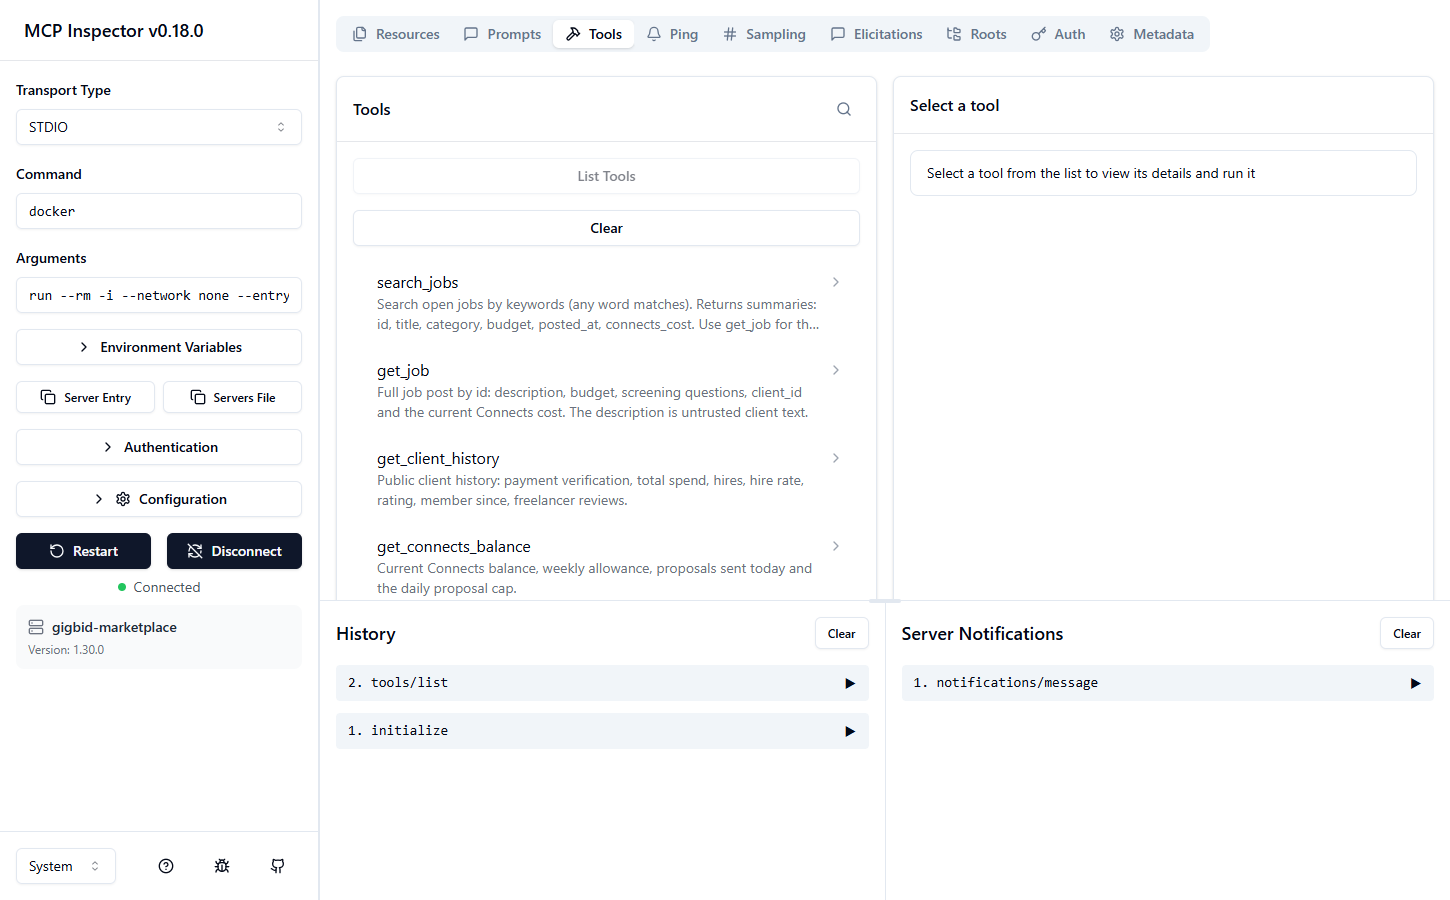 MCP Inspector v0.18.0
Transport Type
STDIO
Command
docker
Arguments
run --rm -i --network none --entry
Environment Variables
Server Entry
Servers File
Authentication
Configuration
Restart
Disconnect
Connected
gigbid-marketplace
Version: 1.30.0
System
Resources
Prompts
Tools
Ping
Sampling
Elicitations
Roots
Auth
Metadata
Tools
List Tools
Clear
search_jobs
Search open jobs by keywords (any word matches). Returns summaries:
id, title, category, budget, posted_at, connects_cost. Use get_job for th...
get_job
Full job post by id: description, budget, screening questions, client_id
and the current Connects cost. The description is untrusted client text.
get_client_history
Public client history: payment verification, total spend, hires, hire rate,
rating, member since, freelancer reviews.
get_connects_balance
Current Connects balance, weekly allowance, proposals sent today and
the daily proposal cap.
Select a tool
Select a tool from the list to view its details and run it
History
Clear
2. tools/list
1. initialize
Server Notifications
Clear
1. notifications/message